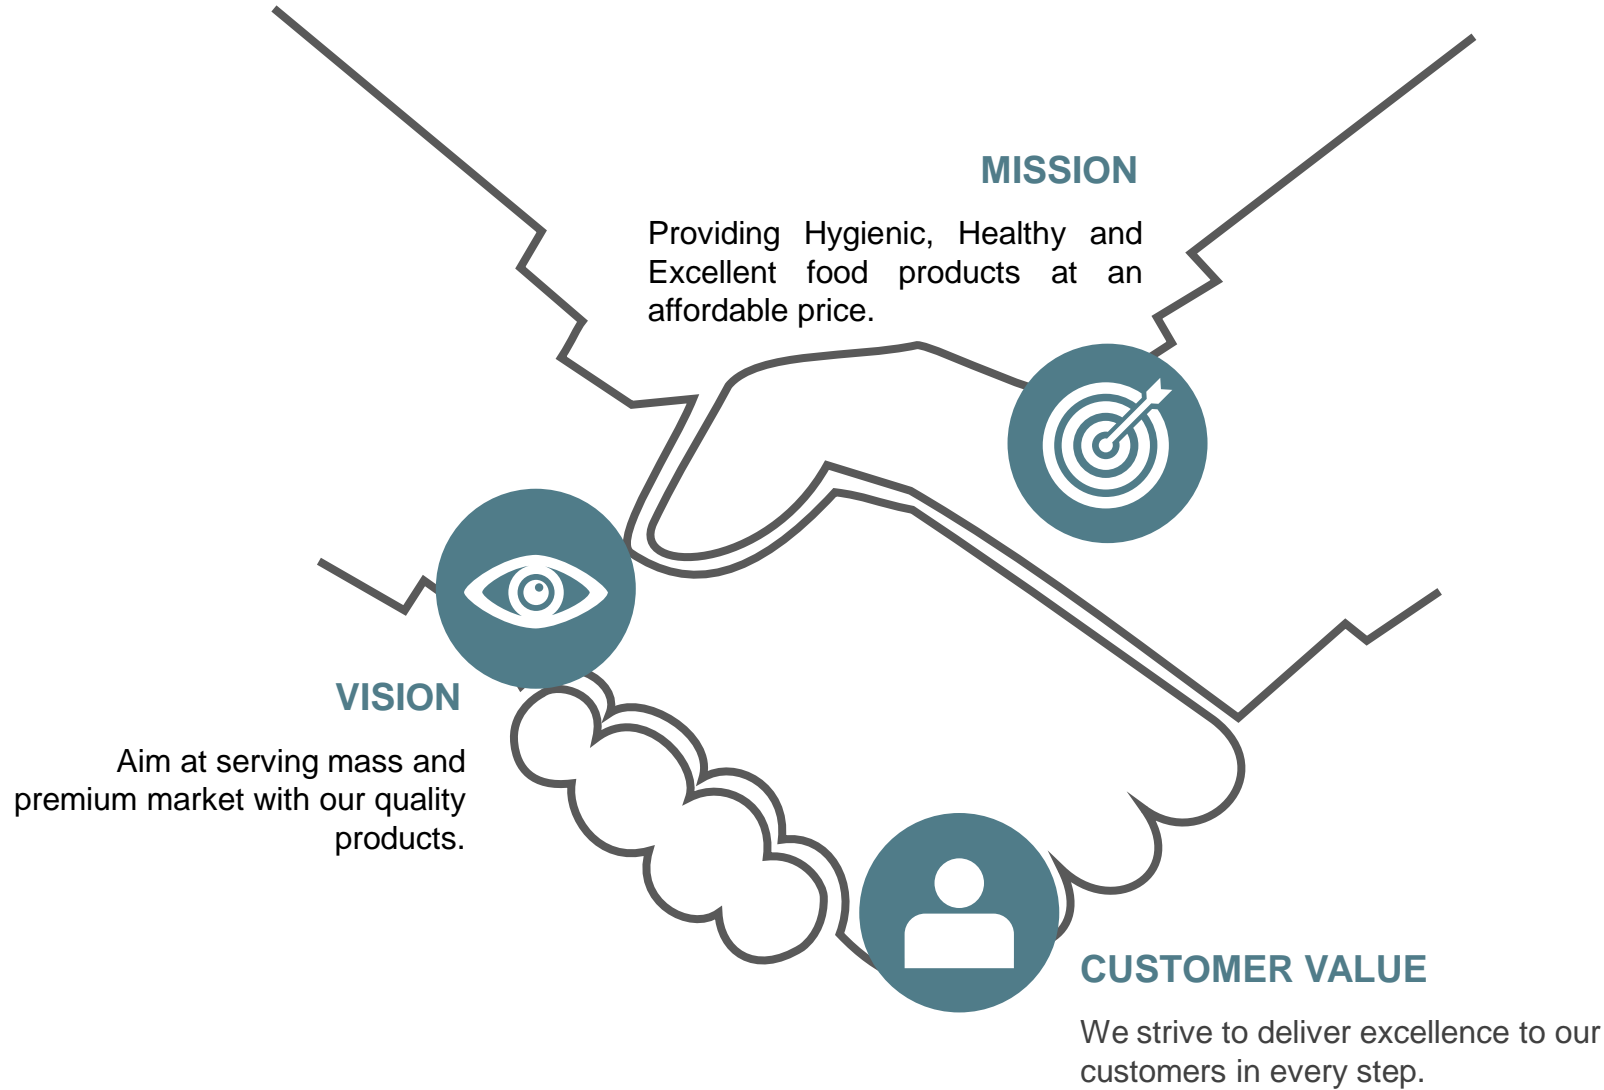 MISSION
Providing Hygienic, Healthy and
Excellent food products at an
affordable price.
VISION
Aim at serving mass and
premium market with our quality
products.
CUSTOMER VALUE
We strive to deliver excellence to our
customers in every step.